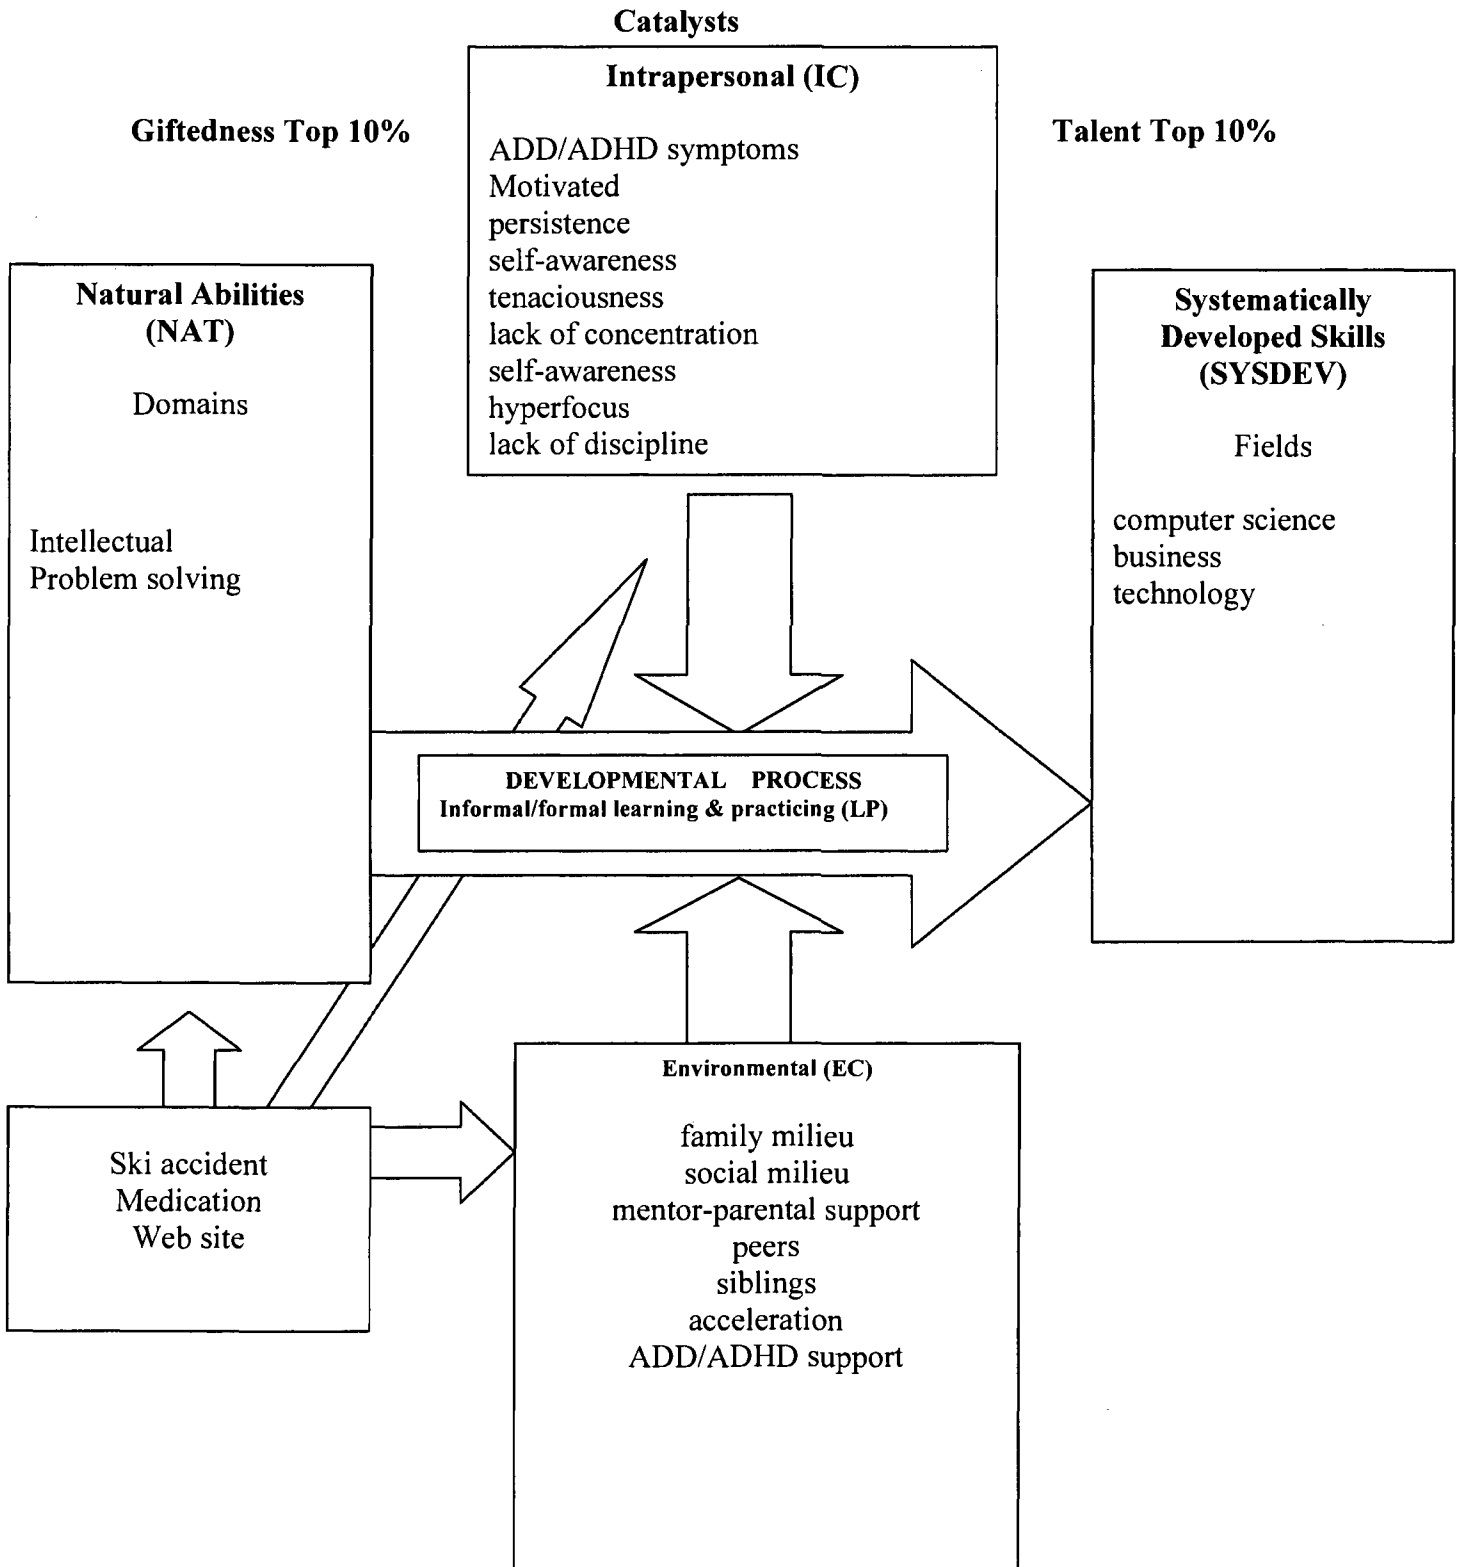 Catalysts
Intrapersonal (IC)
Giftedness Top 10%
Talent Top 10%
ADD/ADHD symptoms
Motivated
persistence
self-awareness
tenaciousness
lack of concentration
self-awareness
hyperfocus
lack of discipline
Natural Abilities
(NAT)
Domains
Intellectual
Problem solving
Systematically
Developed Skills
(SYSDEV)
Fields
computer science
business
technology
DEVELOPMENTAL PROCESS
Informal/formal learning & practicing (LP)
Ski accident
Medication
Web site
Environmental (EC)
family milieu
social milieu
mentor-parental support
peers
siblings
acceleration
ADD/ADHD support